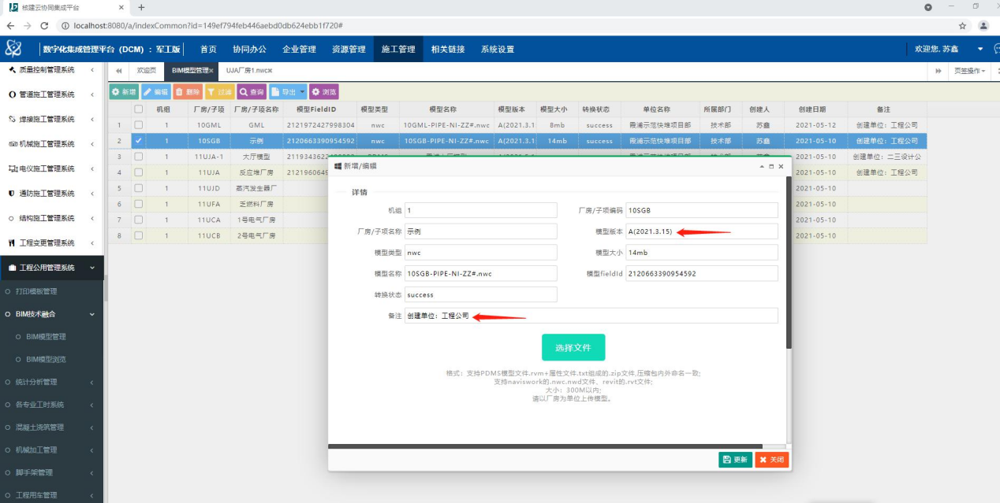 核建云协同集成平台
localhost:8080/a/indexCommon?id=149ef794feb446aebd0db624ebb1f720#
数字化集成管理平台 (DCM) : 军工版 首页 协同办公 企业管理 资源管理 施工管理 相关链接 系统设置 欢迎您, 苏鑫
质量控制管理系统 欢迎页 BIM模型管理 UJA厂房1.nwc 页签操作
管道施工管理系统
焊接施工管理系统
机械施工管理系统
电仪施工管理系统
通防施工管理系统
结构施工管理系统
工程变更管理系统
工程公用管理系统
打印模板管理
BIM技术融合
BIM模型管理
BIM模型浏览
统计分析管理
各专业工时系统
混凝土浇筑管理
机械加工管理
脚手架管理
工程用车管理
新增 编辑 删除 过滤 查询 导出 浏览
机组 厂房/子项 厂房/子项名称 模型FieldID 模型类型 模型名称 模型版本 模型大小 转换状态 单位名称 所属部门 创建人 创建日期 备注
1 1 10GML GML 2121972427998304 nwc 10GML-PIPE-NI-ZZ#.nwc A(2021.3.1 8mb success 霞浦示范快堆项目部 技术部 苏鑫 2021-05-12 创建单位: 工程公司
2 1 10SGB 示例 2120663390954592 nwc 10SGB-PIPE-NI-ZZ#.nwc A(2021.3.1 14mb success 霞浦示范快堆项目部 技术部 苏鑫 2021-05-10 创建单位: 工程公司
3 1 11UJA-1 大厅模型 2119343622 2021-05-10 创建单位: 二三设计公
4 1 11UJA 反应堆厂房 21219606 2021-05-10 创建单位: 工程公司
5 1 11UJD 蒸汽发生器厂 2021-05-10
6 1 11UFA 乏燃料厂房 2021-05-10
7 1 11UCA 1号电气厂房 2021-05-10
8 1 11UCB 2号电气厂房 2021-05-10
新增/编辑
详情
机组 1 厂房/子项编码 10SGB
厂房/子项名称 示例 模型版本 A(2021.3.15)
模型类型 nwc 模型大小 14mb
模型名称 10SGB-PIPE-NI-ZZ#.nwc 模型fieldId 2120663390954592
转换状态 success
备注 创建单位: 工程公司
选择文件
格式: 支持PDMS模型文件.rvm+属性文件.txt组成的.zip文件,压缩包内外命名一致;
支持naviswork的.nwc.nwd文件, revit的.rvt文件;
大小: 300M以内;
请以厂房为单位上传模型。
更新 关闭